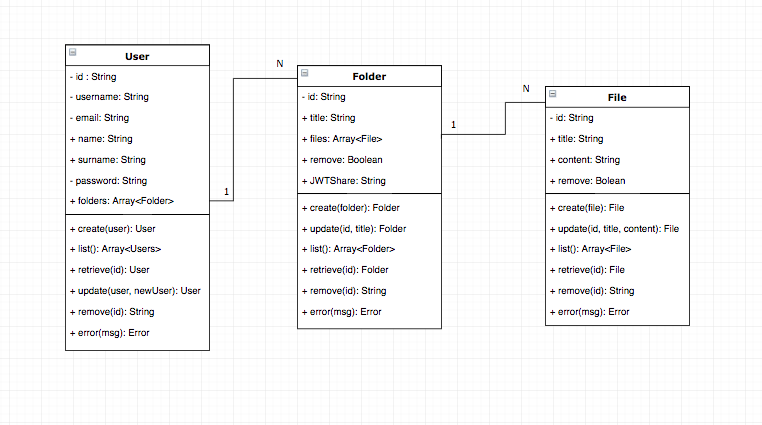 User
- id : String
- username: String
- email: String
+ name: String
+ surname: String
- password: String
+ folders: Array<Folder>
+ create(user): User
+ list(): Array<Users>
+ retrieve(id): User
+ update(user, newUser): User
+ remove(id): String
+ error(msg): Error
1
N
Folder
- id: String
+ title: String
+ files: Array<File>
+ remove: Boolean
+ JWTShare: String
+ create(folder): Folder
+ update(id, title): Folder
+ list(): Array<Folder>
+ retrieve(id): Folder
+ remove(id): String
+ error(msg): Error
1
N
File
- id: String
+ title: String
+ content: String
+ remove: Bolean
+ create(file): File
+ update(id, title, content): File
+ list(): Array<File>
+ retrieve(id): File
+ remove(id): String
+ error(msg): Error